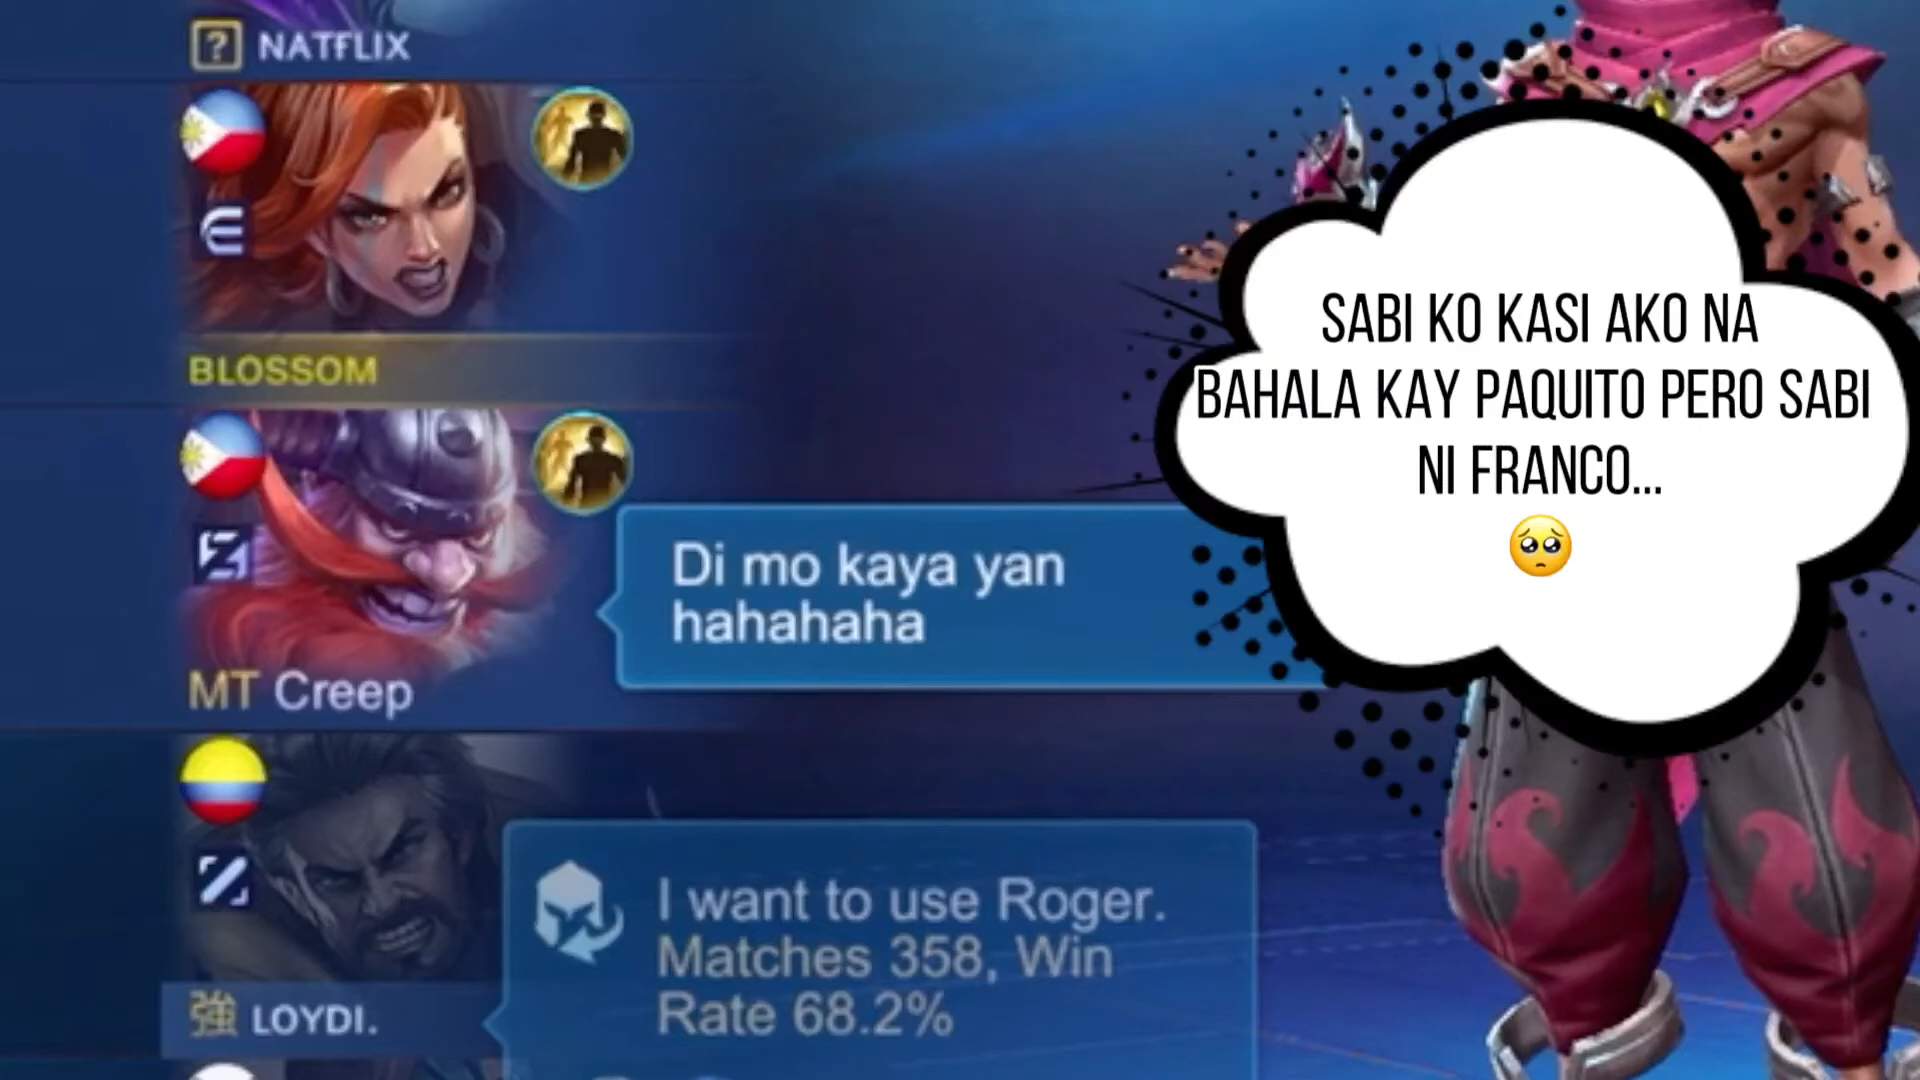 ? NATFLIX
BLOSSOM
Di mo kaya yan
hahahaha
MT Creep
I want to use Roger.
Matches 358, Win
Rate 68.2%
強 LOYDI.
SABI KO KASI AKO NA
BAHALA KAY PAQUITO PERO SABI
NI FRANCO...
🥺